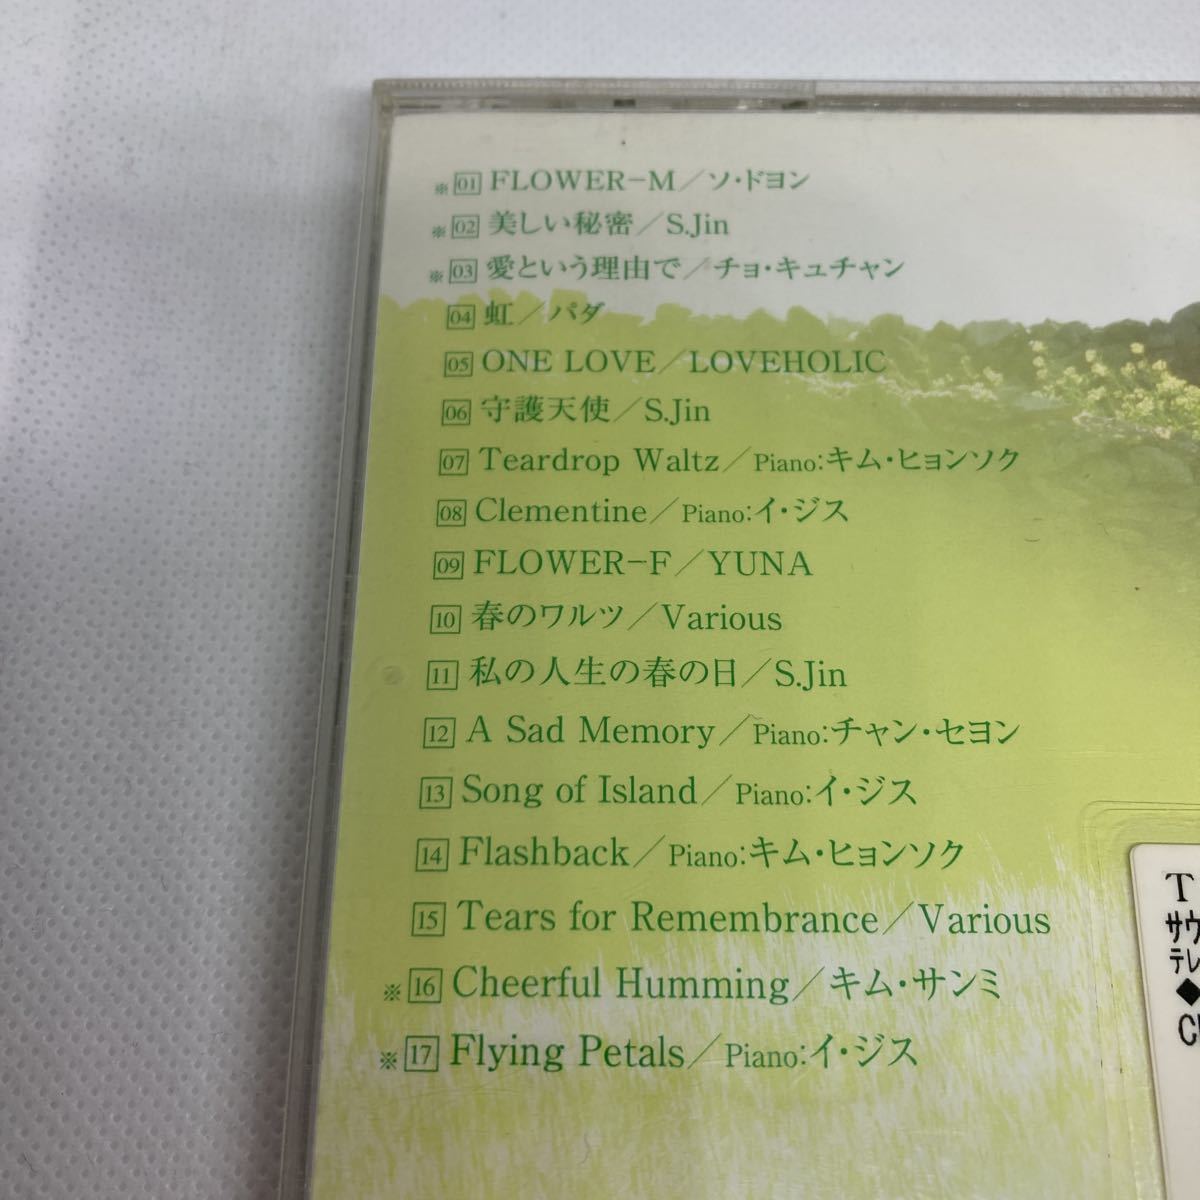 ※01 FLOWER-M／ソ・ドヨン
※02 美しい秘密／S.Jin
※03 愛という理由で／チョ・キュチャン
04 虹／パダ
05 ONE LOVE／LOVEHOLIC
06 守護天使／S.Jin
07 Teardrop Waltz／Piano:キム・ヒョンソク
08 Clementine／Piano:イ・ジス
09 FLOWER-F／YUNA
10 春のワルツ／Various
11 私の人生の春の日／S.Jin
12 A Sad Memory／Piano:チャン・セヨン
13 Song of Island／Piano:イ・ジス
14 Flashback／Piano:キム・ヒョンソク
15 Tears for Remembrance／Various
※16 Cheerful Humming／キム・サンミ
※17 Flying Petals／Piano:イ・ジス
T
サウ
テレ
◆